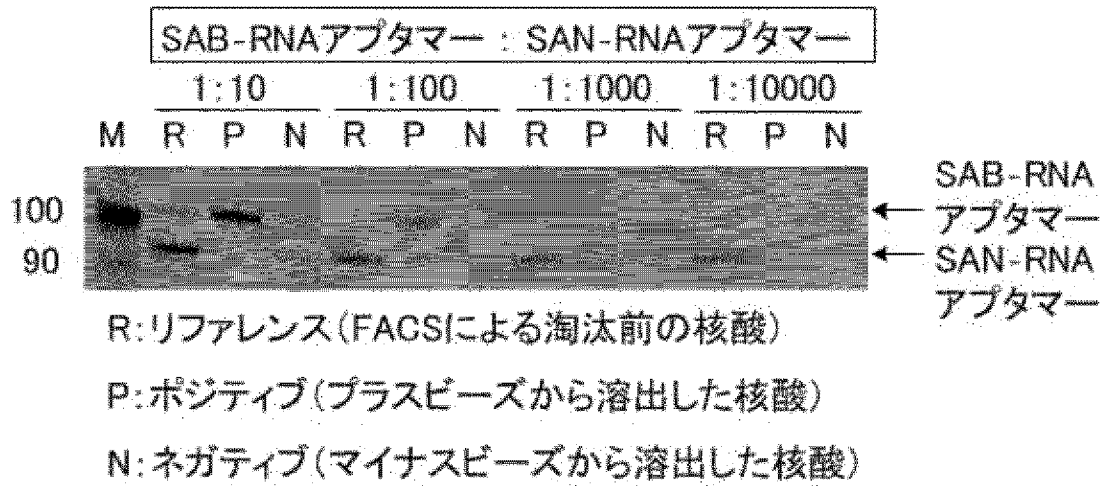 SAB-RNAアプタマー : SAN-RNAアプタマー
1:10 1:100 1:1000 1:10000
M R P N R P N R P N R P N
100
90
SAB-RNA
アプタマー
SAN-RNA
アプタマー
R:リファレンス(FACSによる淘汰前の核酸)
P:ポジティブ(プラスビーズから溶出した核酸)
N:ネガティブ(マイナスビーズから溶出した核酸)